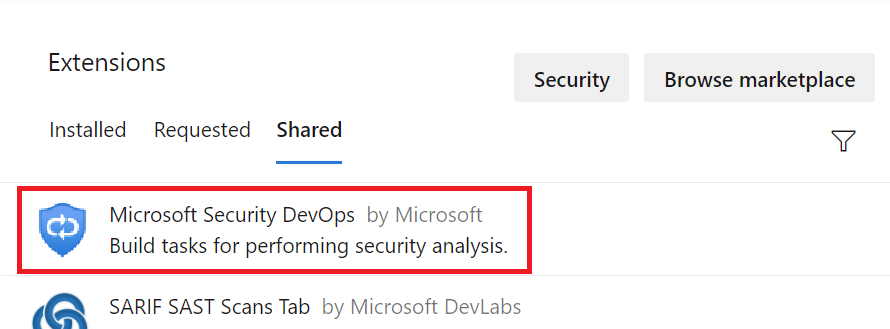 Extensions
Security
Browse marketplace
Installed
Requested
Shared
Microsoft Security DevOps by Microsoft
Build tasks for performing security analysis.
SARIF SAST Scans Tab by Microsoft DevLabs